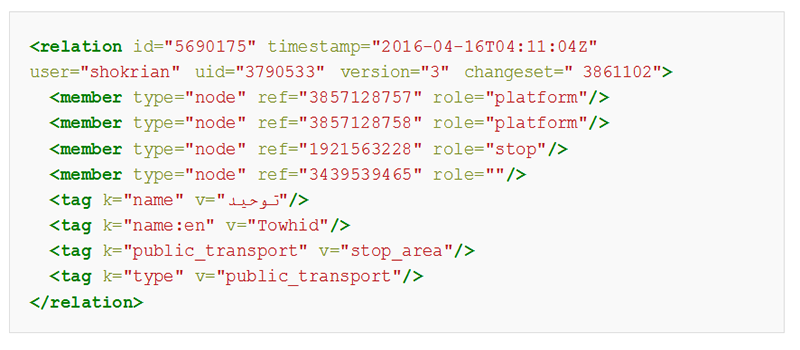 <relation id="5690175" timestamp="2016-04-16T04:11:04Z"
user="shokrian" uid="3790533" version="3" changeset=" 3861102">
<member type="node" ref="3857128757" role="platform"/>
<member type="node" ref="3857128758" role="platform"/>
<member type="node" ref="1921563228" role="stop"/>
<member type="node" ref="3439539465" role=""/>
<tag k="name" v="توحید"/>
<tag k="name:en" v="Towhid"/>
<tag k="public_transport" v="stop_area"/>
<tag k="type" v="public_transport"/>
</relation>